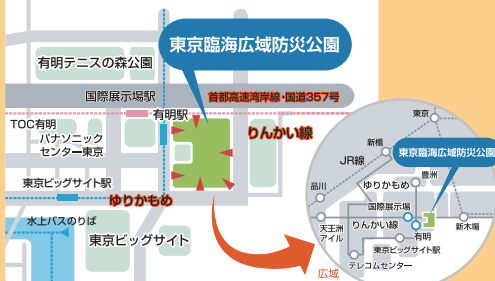 東京臨海広域防災公園
有明テニスの森公園
国際展示場駅
首都高速湾岸線・国道357号
有明駅
TOC有明
りんかい線
パナソニック
センター東京
東京ビッグサイト駅
ゆりかもめ
水上バスのりば
東京ビッグサイト
広域
東京
新橋
東京臨海広域防災公園
JR線
豊洲
品川
ゆりかもめ
国際展示場
りんかい線
天王洲
アイル
有明
新木場
東京ビッグサイト駅
テレコムセンター